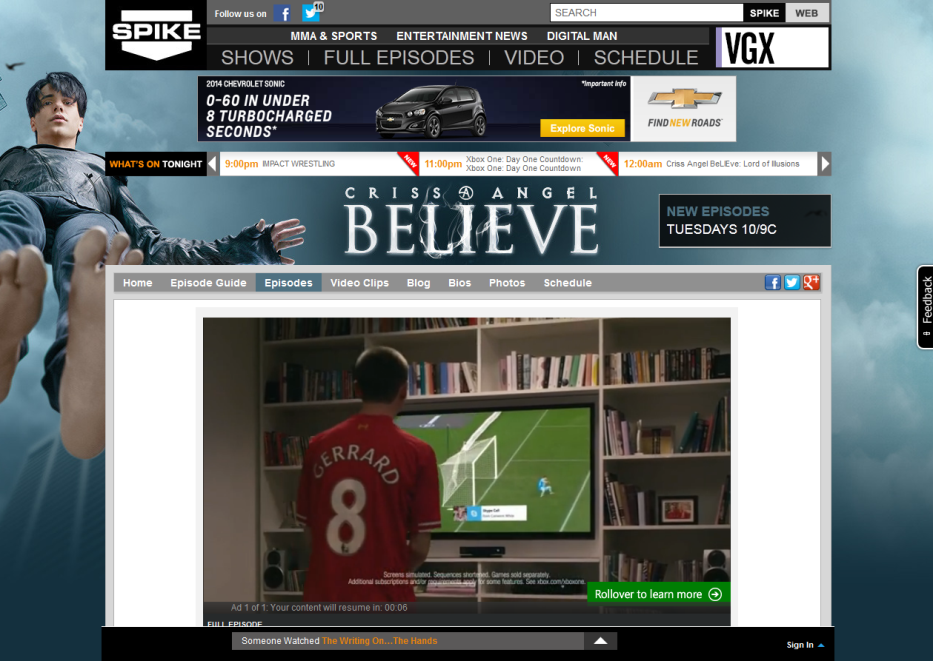 SPIKE
Follow us on
10
SEARCH
SPIKE
WEB
MMA & SPORTS
ENTERTAINMENT NEWS
DIGITAL MAN
SHOWS
FULL EPISODES
VIDEO
SCHEDULE
VGX
2014 CHEVROLET SONIC
*Important Info
0-60 IN UNDER
8 TURBOCHARGED
SECONDS*
Explore Sonic
FIND NEW ROADS
WHAT'S ON TONIGHT
9:00pm IMPACT WRESTLING
NEW
11:00pm Xbox One: Day One Countdown:
Xbox One: Day One Countdown
NEW
12:00am Criss Angel BeLIEve: Lord of Illusions
CRISS ANGEL
BELIEVE
NEW EPISODES
TUESDAYS 10/9C
Home
Episode Guide
Episodes
Video Clips
Blog
Bios
Photos
Schedule
Feedback
GERRARD
8
Skype Call
Screens simulated. Sequences shortened. Games sold separately.
Additional subscriptions and/or requirements apply for some features. See xbox.com/xboxone.
Rollover to learn more
Ad 1 of 1: Your content will resume in: 00:06
FULL EPISODE
Someone Watched The Writing On...The Hands
Sign In